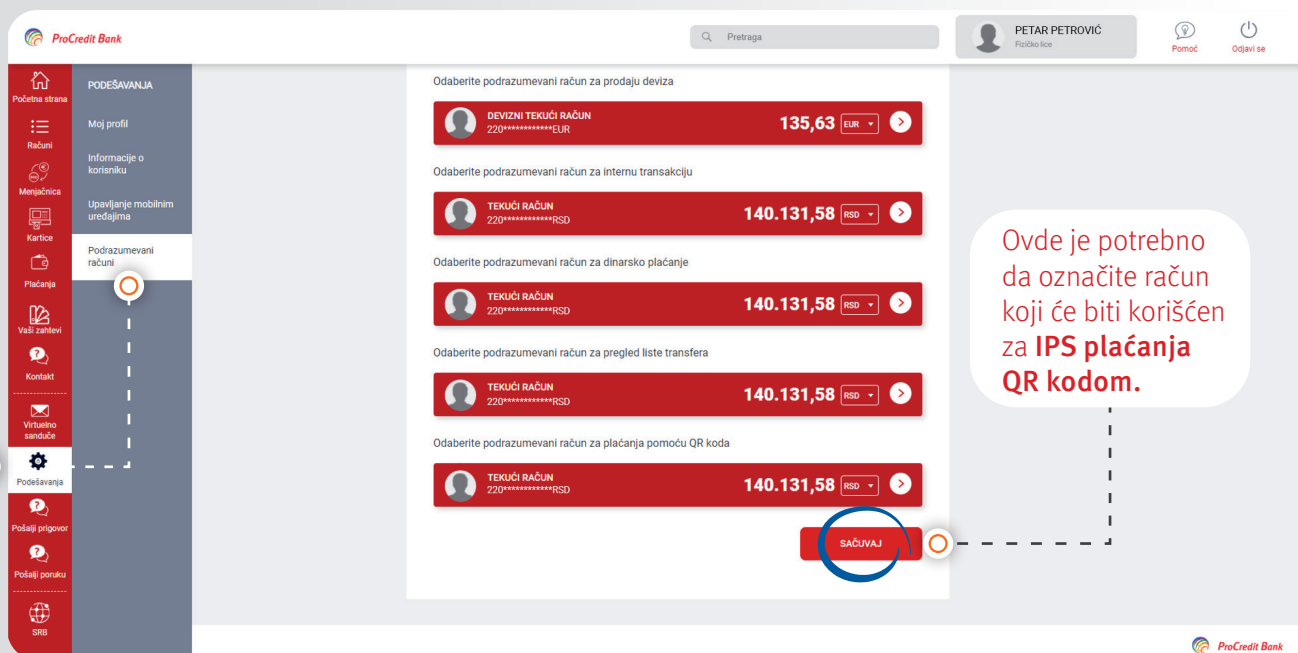 ProCredit Bank
Pretraga
PETAR PETROVIĆ
Fizičko lice
Pomoć
Odjavi se
Početna strana
Računi
Menjačnica
Kartice
Plaćanja
Vaši zahtevi
Kontakt
Virtuelno
sanduče
Podešavanja
Pošalji prigovor
Pošalji poruku
SRB
PODEŠAVANJA
Moj profil
Informacije o
korisniku
Upavljanje mobilnim
uređajima
Podrazumevani
računi
Odaberite podrazumevani račun za prodaju deviza
DEVIZNI TEKUĆI RAČUN
220************EUR
135,63 EUR
Odaberite podrazumevani račun za internu transakciju
TEKUĆI RAČUN
220************RSD
140.131,58 RSD
Odaberite podrazumevani račun za dinarsko plaćanje
TEKUĆI RAČUN
220************RSD
140.131,58 RSD
Odaberite podrazumevani račun za pregled liste transfera
TEKUĆI RAČUN
220************RSD
140.131,58 RSD
Odaberite podrazumevani račun za plaćanja pomoću QR koda
TEKUĆI RAČUN
220************RSD
140.131,58 RSD
SAČUVAJ
Ovde je potrebno
da označite račun
koji će biti korišćen
za IPS plaćanja
QR kodom.
ProCredit Bank